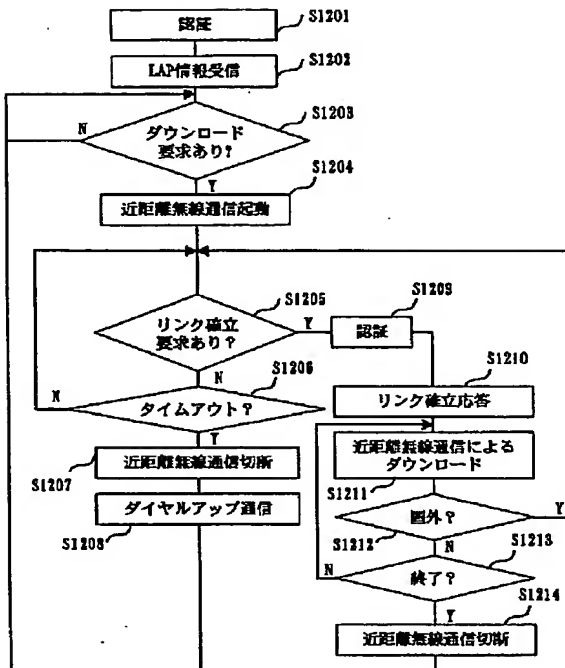 認証
S1201
LAP情報受信
S1202
S1203
N
ダウンロード
要求あり?
S1204
Y
近距離無線通信起動
S1205
S1209
リンク確立
要求あり?
Y
認証
N
S1206
S1210
N
タイムアウト?
リンク確立応答
Y
近距離無線通信切断
S1207
近距離無線通信による
ダウンロード
S1211
ダイヤルアップ通信
S1208
圏外?
Y
S1212
N
S1213
N
終了?
S1214
Y
近距離無線通信切断